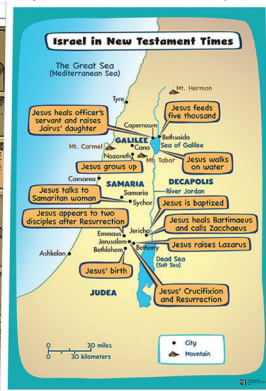 Israel in New Testament Times
The Great Sea
(Mediterranean Sea)
Mt. Hermon
Tyre
Jesus heals officer's
servant and raises
Jairus' daughter
Jesus feeds
five thousand
Capernaum
Bethsaida
GALILEE
Cana
Sea of Galilee
Mt. Carmel
Nazareth
Mt. Tabor
Jesus grows up
Jesus walks
on water
Caesarea
SAMARIA
DECAPOLIS
Jesus talks to
Samaritan woman
Samaria
Sychar
River Jordan
Jesus is baptized
Jesus appears to two
disciples after Resurrection
Jesus heals Bartimaeus
and calls Zacchaeus
Emmaus
Jericho
Jerusalem
Jesus raises Lazarus
Ashkelon
Bethlehem
Bethany
Dead Sea
(Salt Sea)
Jesus' birth
Jesus' Crucifixion
and Resurrection
JUDEA
0
30 miles
0
30 kilometers
City
Mountain